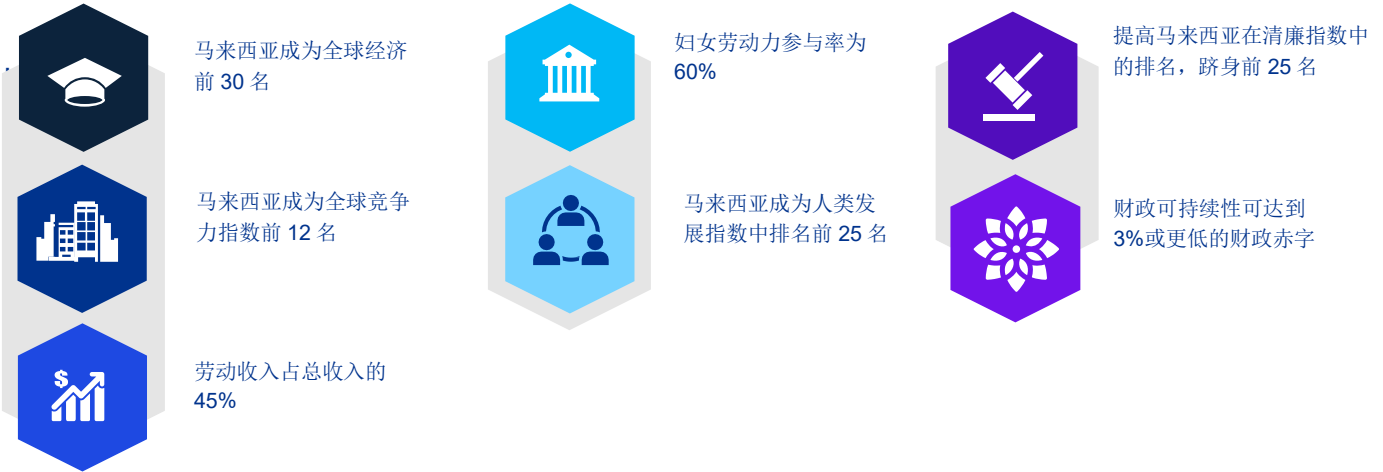 马来西亚成为全球经济
前 30 名
马来西亚成为全球竞争
力指数前 12 名
劳动收入占总收入的
45%
妇女劳动力参与率为
60%
马来西亚成为人类发
展指数中排名前 25 名
提高马来西亚在清廉指数中
的排名，跻身前 25 名
财政可持续性可达到
3%或更低的财政赤字
$